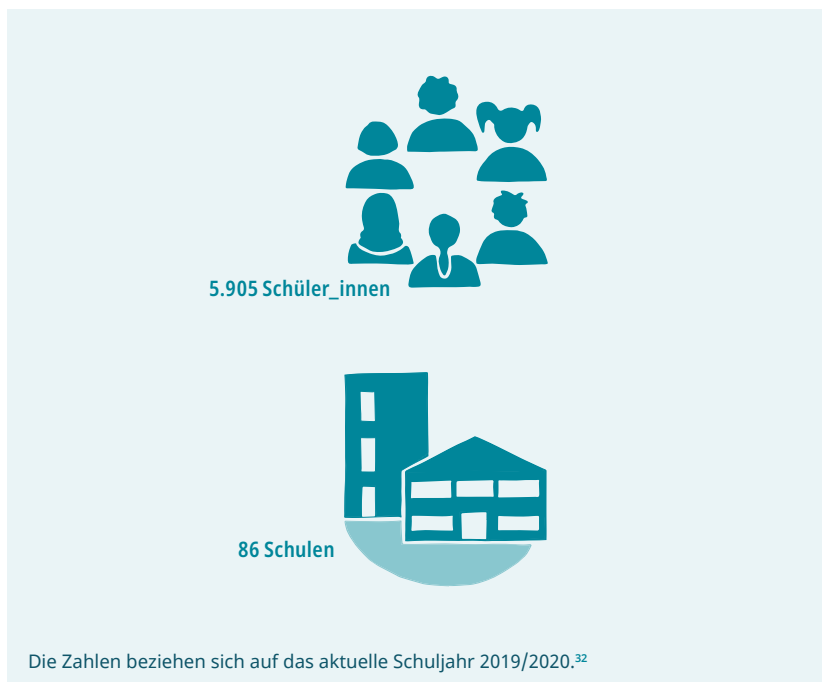 5.905 Schüler_innen
86 Schulen
Die Zahlen beziehen sich auf das aktuelle Schuljahr 2019/2020.³²